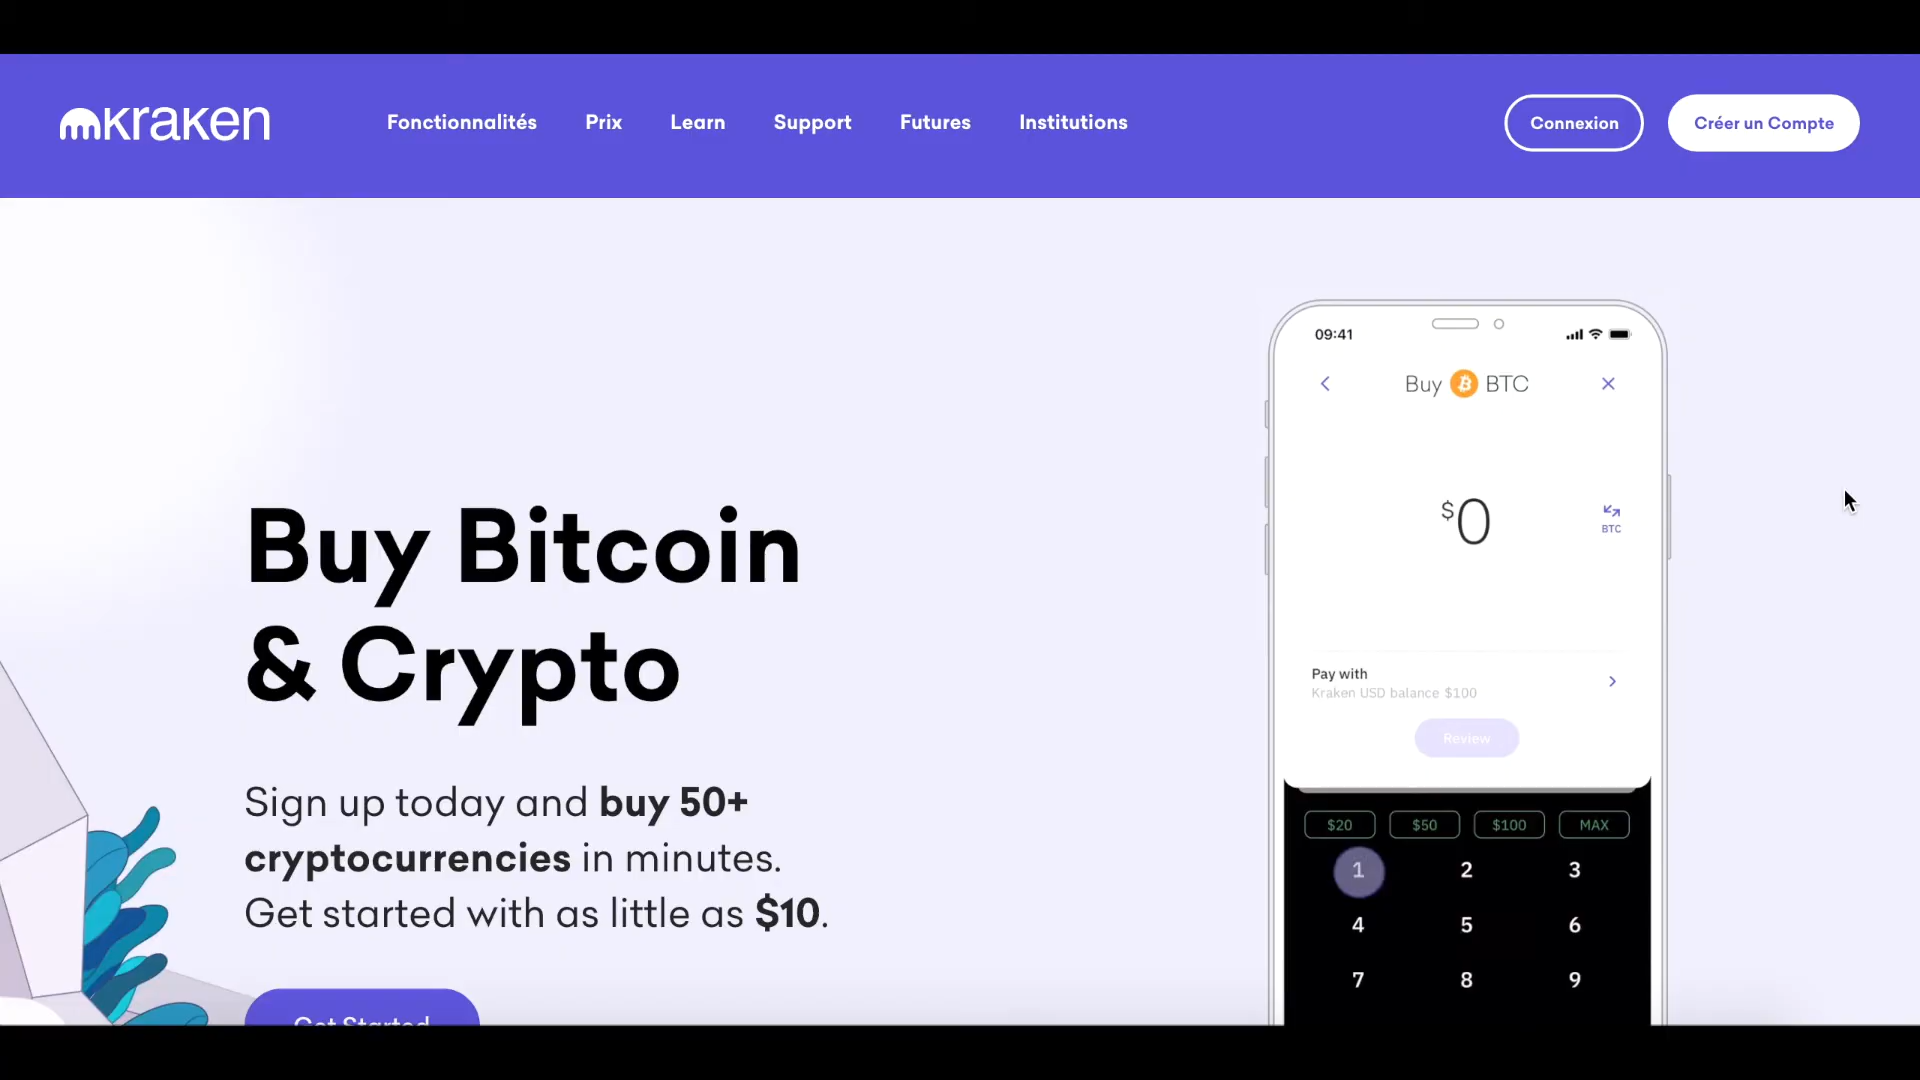 kraken
Fonctionnalités
Prix
Learn
Support
Futures
Institutions
Connexion
Créer un Compte
Buy Bitcoin
& Crypto
Sign up today and buy 50+
cryptocurrencies in minutes.
Get started with as little as $10.
Get Started
09:41
Buy BTC
$0
BTC
Pay with
Kraken USD balance $100
Review
$20 $50 $100 MAX
1 2 3
4 5 6
7 8 9